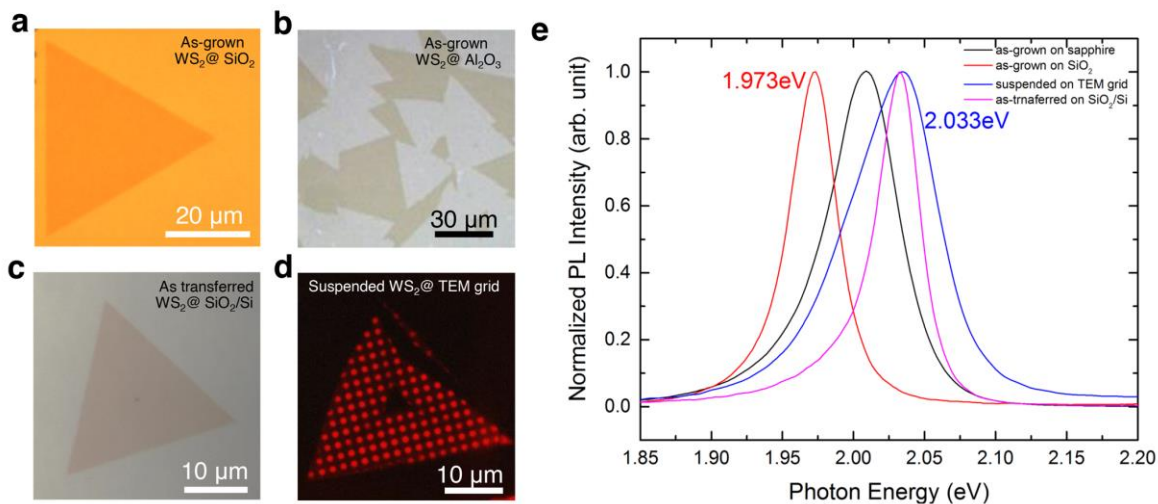 a
As-grown
WS₂@ SiO₂
20 µm
b
As-grown
WS₂@ Al₂O₃
30 µm
c
As transferred
WS₂@ SiO₂/Si
10 µm
d
Suspended WS₂@ TEM grid
10 µm
e
Normalized PL Intensity (arb. unit)
1.0
0.8
0.6
0.4
0.2
0.0
1.973eV
2.033eV
as-grown on sapphire
as-grown on SiO₂
suspended on TEM grid
as-trnaferred on SiO₂/Si
1.85 1.90 1.95 2.00 2.05 2.10 2.15 2.20
Photon Energy (eV)